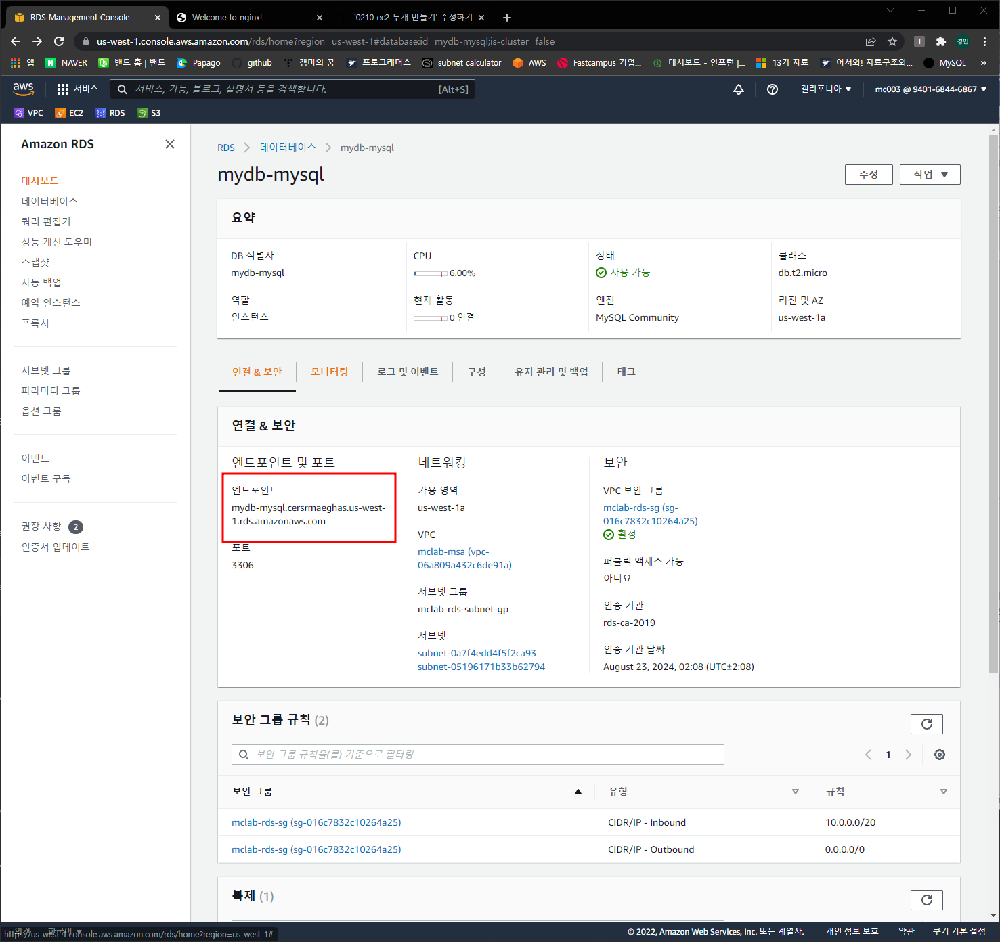 RDS Management Console
Welcome to nginx!
'0210 ec2 두개 만들기' 수정하기
us-west-1.console.aws.amazon.com/rds/home?region=us-west-1#database:id=mydb-mysql;is-cluster=false
경민
앱 NAVER 밴드 홈 | 밴드 Papago github 갬미의 꿈 프로그래머스 subnet calculator AWS Fastcampus 기업... 대시보드 - 인프런 |... 13기 자료 어서와! 자료구조와... MySQL »
aws 서비스 서비스, 기능, 블로그, 설명서 등을 검색합니다. [Alt+S] 캘리포니아 ▼ mc003 @ 9401-6844-6867 ▼
VPC EC2 RDS S3
Amazon RDS
대시보드
데이터베이스
쿼리 편집기
성능 개선 도우미
스냅샷
자동 백업
예약 인스턴스
프록시
서브넷 그룹
파라미터 그룹
옵션 그룹
이벤트
이벤트 구독
권장 사항 2
인증서 업데이트
RDS 데이터베이스 mydb-mysql
mydb-mysql
수정 작업 ▼
요약
DB 식별자
mydb-mysql
역할
인스턴스
CPU
6.00%
현재 활동
0 연결
상태
사용 가능
엔진
MySQL Community
클래스
db.t2.micro
리전 및 AZ
us-west-1a
연결 & 보안 모니터링 로그 및 이벤트 구성 유지 관리 및 백업 태그
연결 & 보안
엔드포인트 및 포트
엔드포인트
mydb-mysql.cersrmaeghas.us-west-
1.rds.amazonaws.com
포트
3306
네트워킹
가용 영역
us-west-1a
VPC
mclab-msa (vpc-
06a809a432c6de91a)
서브넷 그룹
mclab-rds-subnet-gp
서브넷
subnet-0a7f4edd4f5f2ca93
subnet-05196171b33b62794
보안
VPC 보안 그룹
mclab-rds-sg (sg-
016c7832c10264a25)
활성
퍼블릭 액세스 가능
아니요
인증 기관
rds-ca-2019
인증 기관 날짜
August 23, 2024, 02:08 (UTC±2:08)
보안 그룹 규칙 (2)
보안 그룹 규칙을(를) 기준으로 필터링
1
보안 그룹 유형 규칙
mclab-rds-sg (sg-016c7832c10264a25) CIDR/IP - Inbound 10.0.0.0/20
mclab-rds-sg (sg-016c7832c10264a25) CIDR/IP - Outbound 0.0.0.0/0
복제 (1)
한국어 ▼
https://us-west-1.console.aws.amazon.com/rds/home?region=us-west-1#
© 2022, Amazon Web Services, Inc. 또는 계열사. 개인 정보 보호 약관 쿠키 기본 설정